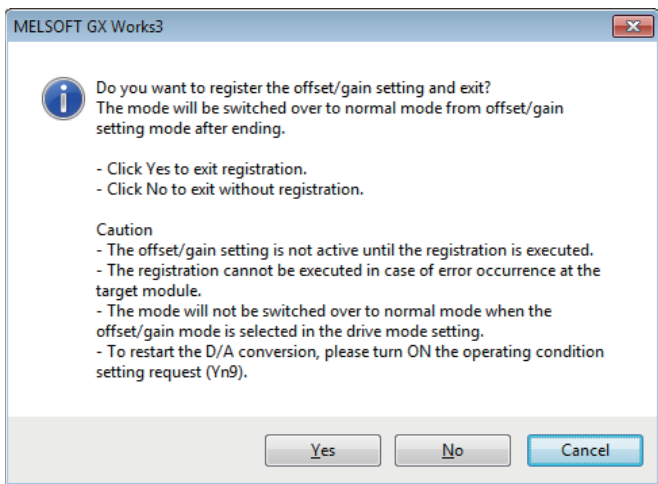 MELSOFT GX Works3
Do you want to register the offset/gain setting and exit?
The mode will be switched over to normal mode from offset/gain
setting mode after ending.
- Click Yes to exit registration.
- Click No to exit without registration.
Caution
- The offset/gain setting is not active until the registration is executed.
- The registration cannot be executed in case of error occurrence at the
target module.
- The mode will not be switched over to normal mode when the
offset/gain mode is selected in the drive mode setting.
- To restart the D/A conversion, please turn ON the operating condition
setting request (Yn9).
Yes
No
Cancel